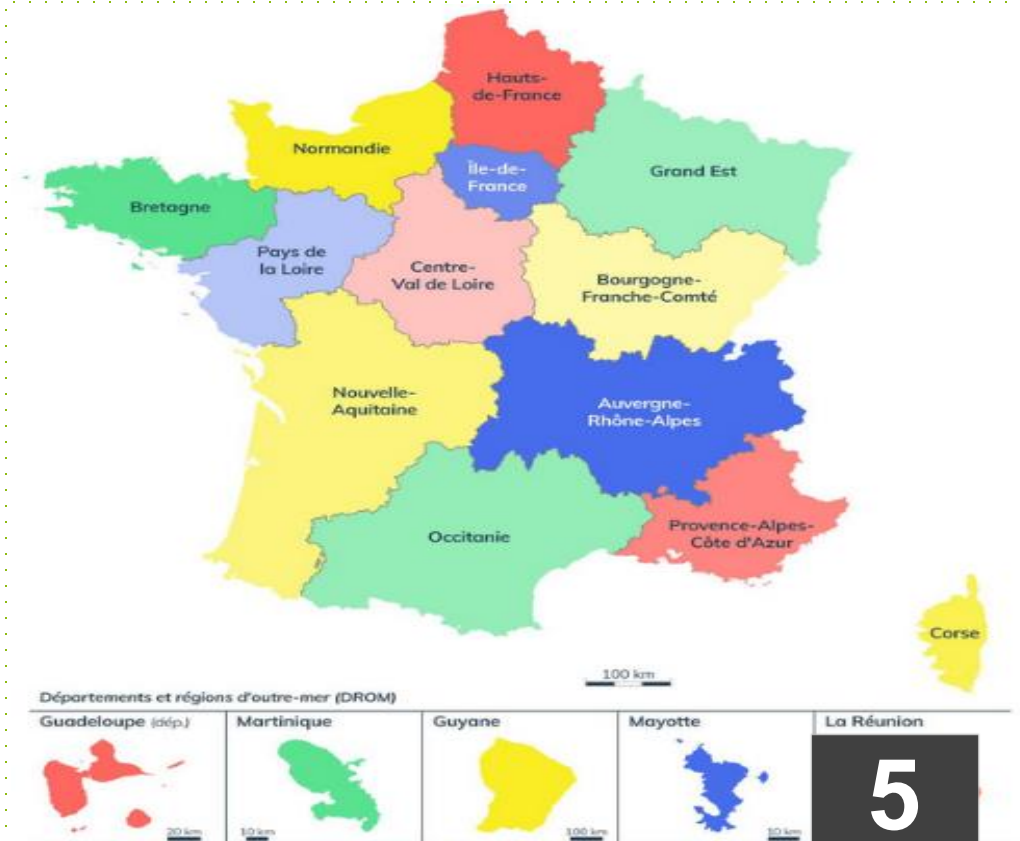 Hauts-
de-France
Normandie
Île-de-
France
Grand Est
Bretagne
Pays de
la Loire
Centre-
Val de Loire
Bourgogne-
Franche-Comté
Nouvelle-
Aquitaine
Auvergne-
Rhône-Alpes
Occitanie
Provence-Alpes-
Côte d'Azur
Corse
100 km
Départements et régions d'outre-mer (DROM)
Guadeloupe (dép.)
Martinique
Guyane
Mayotte
La Réunion
20 km
10 km
100 km
10 km
5